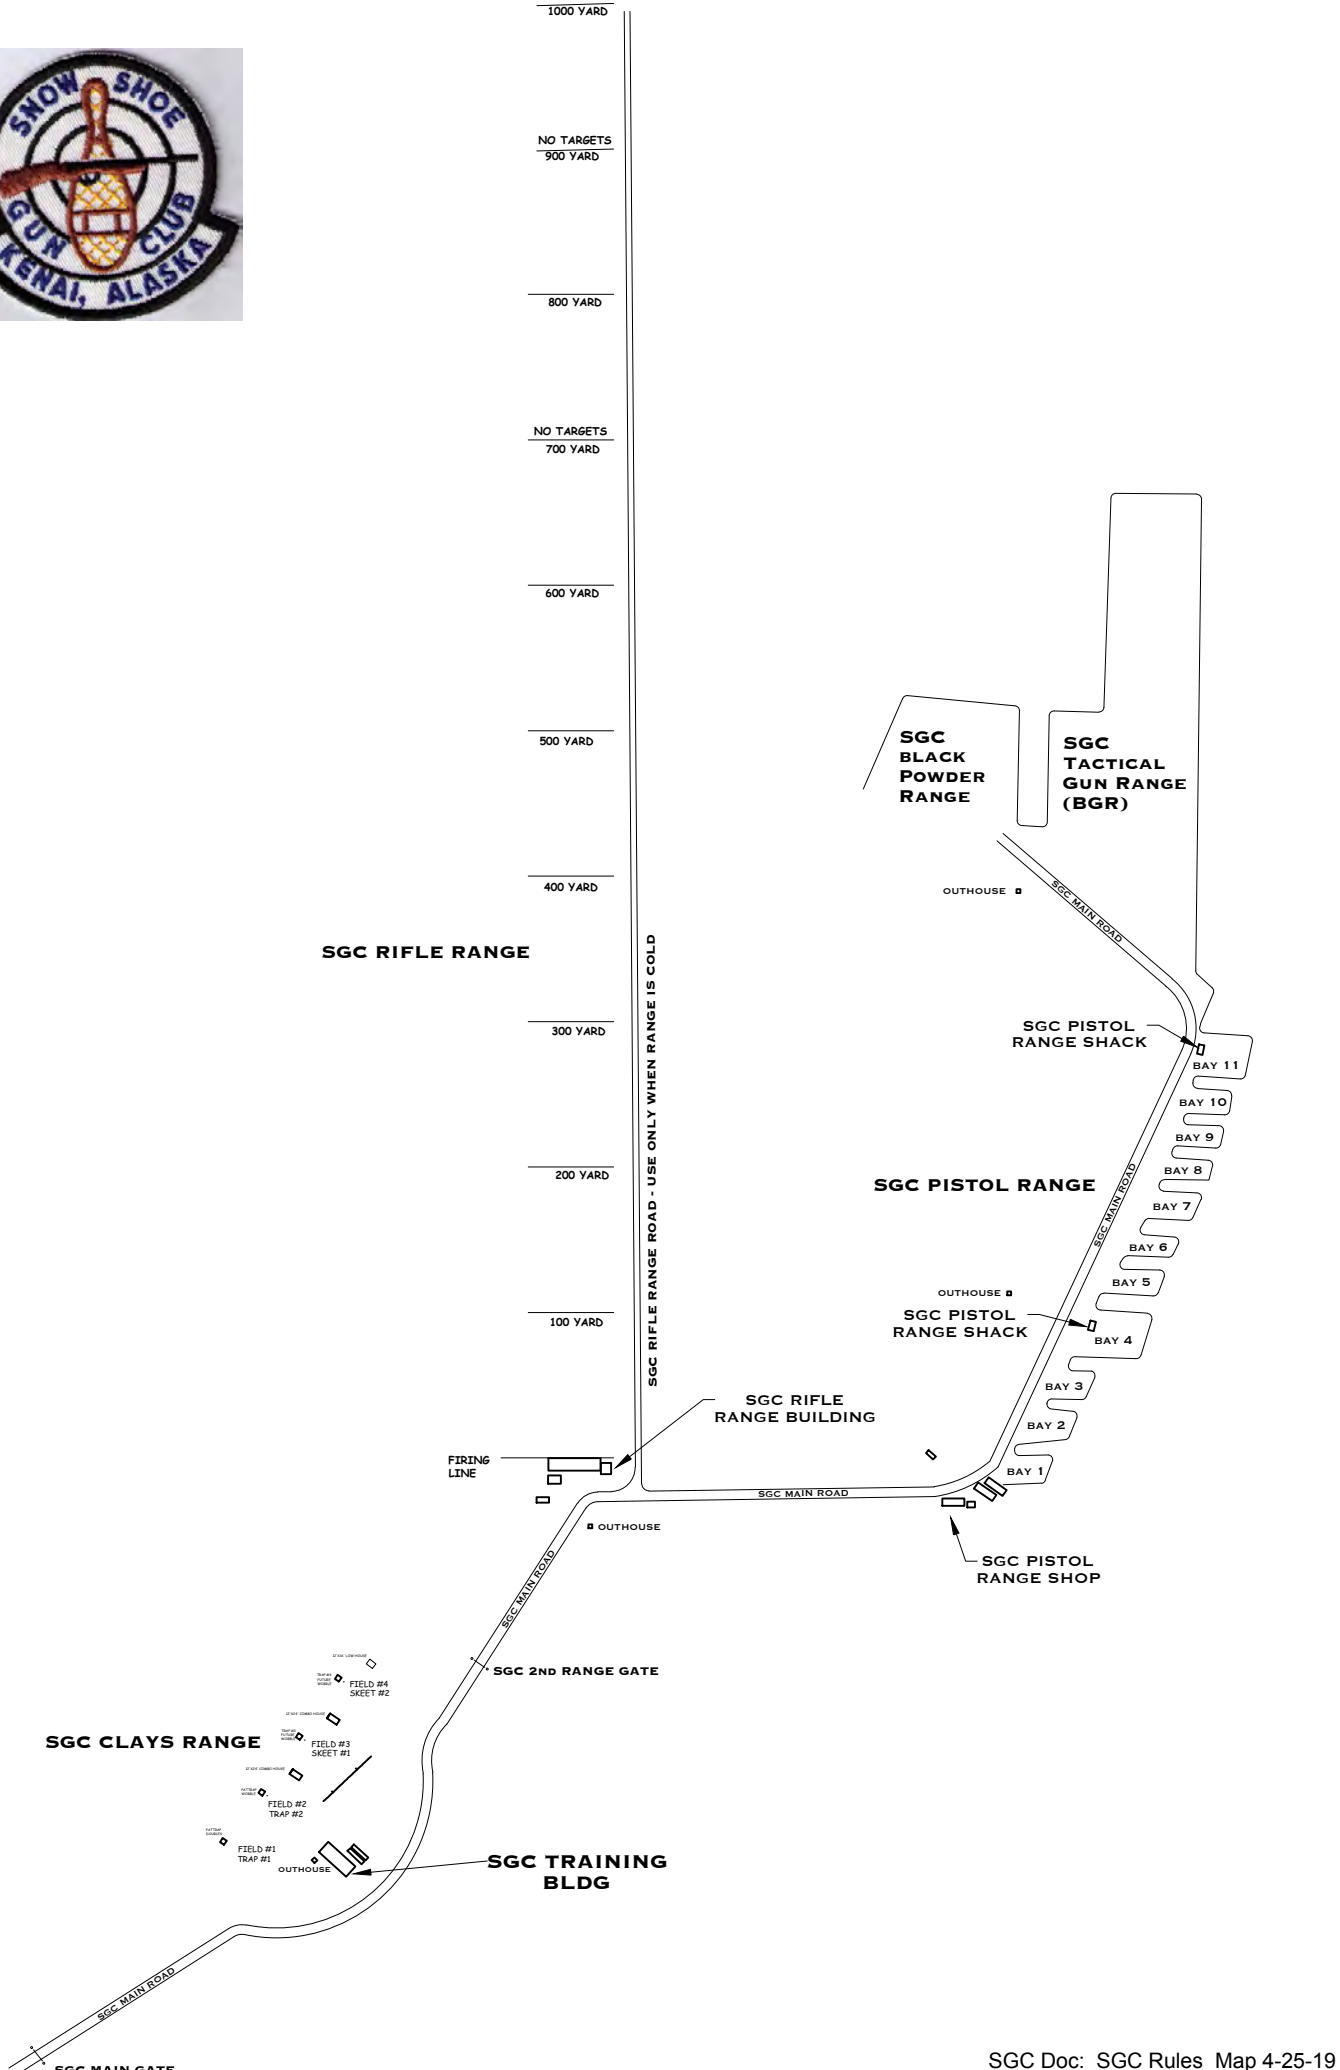 1000 YARD
SNOW SHOE
GUN CLUB
KENAI, ALASKA
NO TARGETS
900 YARD
800 YARD
NO TARGETS
700 YARD
600 YARD
500 YARD
SGC
BLACK
POWDER
RANGE
SGC
TACTICAL
GUN RANGE
(BGR)
400 YARD
OUTHOUSE
SGC MAIN ROAD
SGC RIFLE RANGE
SGC RIFLE RANGE ROAD - USE ONLY WHEN RANGE IS COLD
300 YARD
SGC PISTOL
RANGE SHACK
BAY 11
BAY 10
BAY 9
BAY 8
BAY 7
BAY 6
BAY 5
200 YARD
SGC PISTOL RANGE
SGC MAIN ROAD
OUTHOUSE
SGC PISTOL
RANGE SHACK
100 YARD
BAY 4
BAY 3
BAY 2
BAY 1
SGC RIFLE
RANGE BUILDING
FIRING
LINE
SGC MAIN ROAD
OUTHOUSE
SGC PISTOL
RANGE SHOP
SGC MAIN ROAD
SGC 2ND RANGE GATE
FIELD #4
SKEET #2
SGC CLAYS RANGE
FIELD #3
SKEET #1
FIELD #2
TRAP #2
FIELD #1
TRAP #1
OUTHOUSE
SGC TRAINING
BLDG
SGC MAIN ROAD
SGC MAIN GATE
SGC Doc: SGC Rules Map 4-25-19